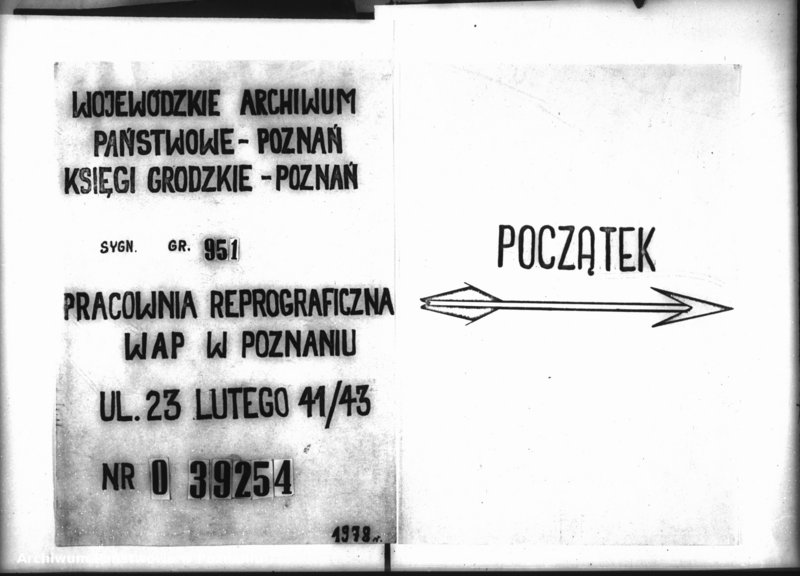 WOJEWÓDZKIE ARCHIWUM
PAŃSTWOWE - POZNAŃ
KSIĘGI GRODZKIE - POZNAŃ
SYGN. GR. 951
PRACOWNIA REPROGRAFICZNA
WAP W POZNANIU
UL. 23 LUTEGO 41/43
NR 0 39254
1978 r.
POCZĄTEK
Archiwum